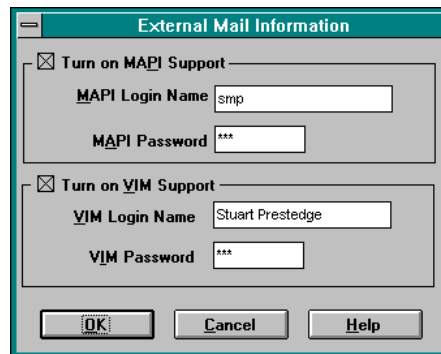 External Mail Information
Turn on MAPI Support
MAPI Login Name smp
MAPI Password ***
Turn on VIM Support
VIM Login Name Stuart Prestedge
VIM Password ***
OK Cancel Help